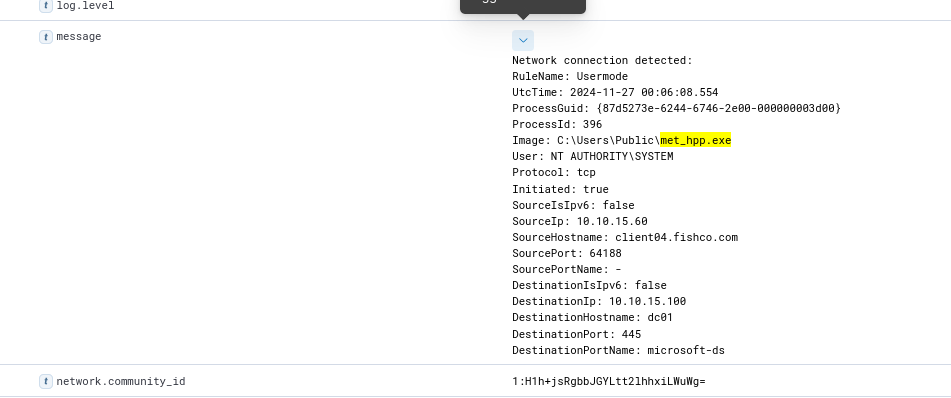 t log.level
t message
Network connection detected:
RuleName: Usermode
UtcTime: 2024-11-27 00:06:08.554
ProcessGuid: {87d5273e-6244-6746-2e00-000000003d00}
ProcessId: 396
Image: C:\Users\Public\met_hpp.exe
User: NT AUTHORITY\SYSTEM
Protocol: tcp
Initiated: true
SourceIsIpv6: false
SourceIp: 10.10.15.60
SourceHostname: client04.fishco.com
SourcePort: 64188
SourcePortName: -
DestinationIsIpv6: false
DestinationIp: 10.10.15.100
DestinationHostname: dc01
DestinationPort: 445
DestinationPortName: microsoft-ds
t network.community_id 1:H1h+jsRgbbJGYLtt2lhhxiLWuWg=